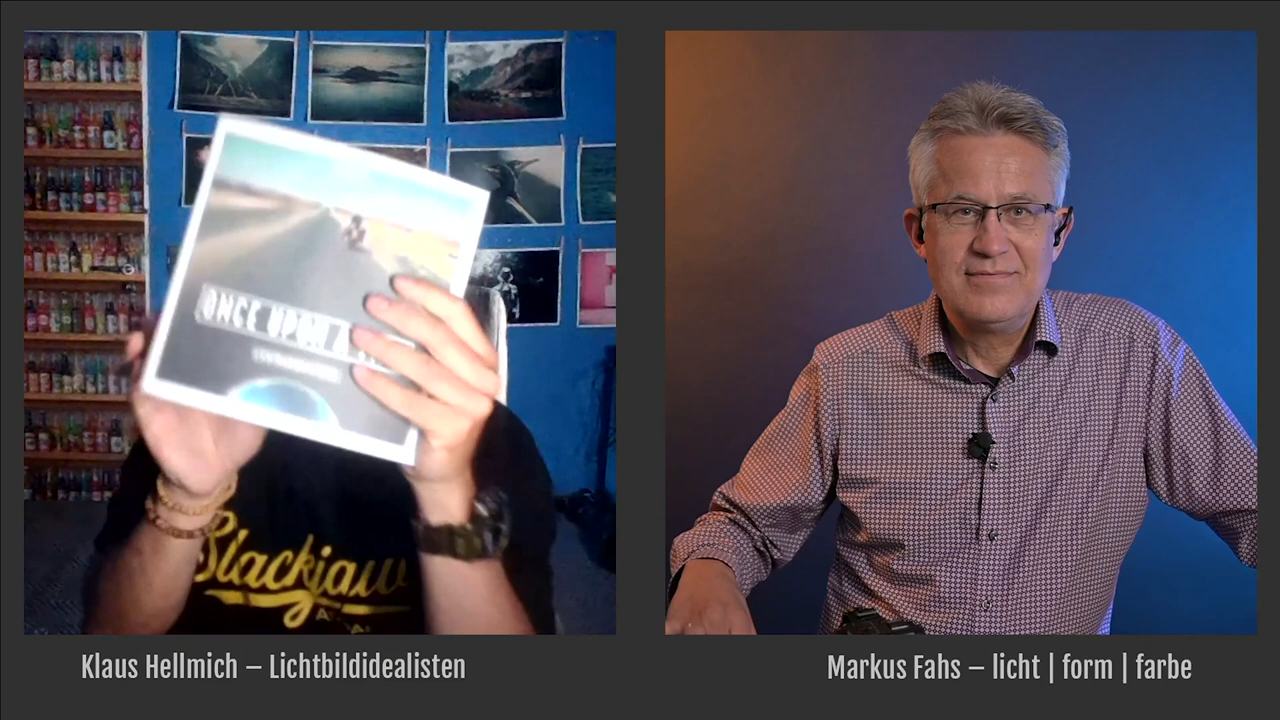 ONCE UPON A
Blackjaw
Klaus Hellmich – Lichtbildidealisten
Markus Fahs – licht | form | farbe